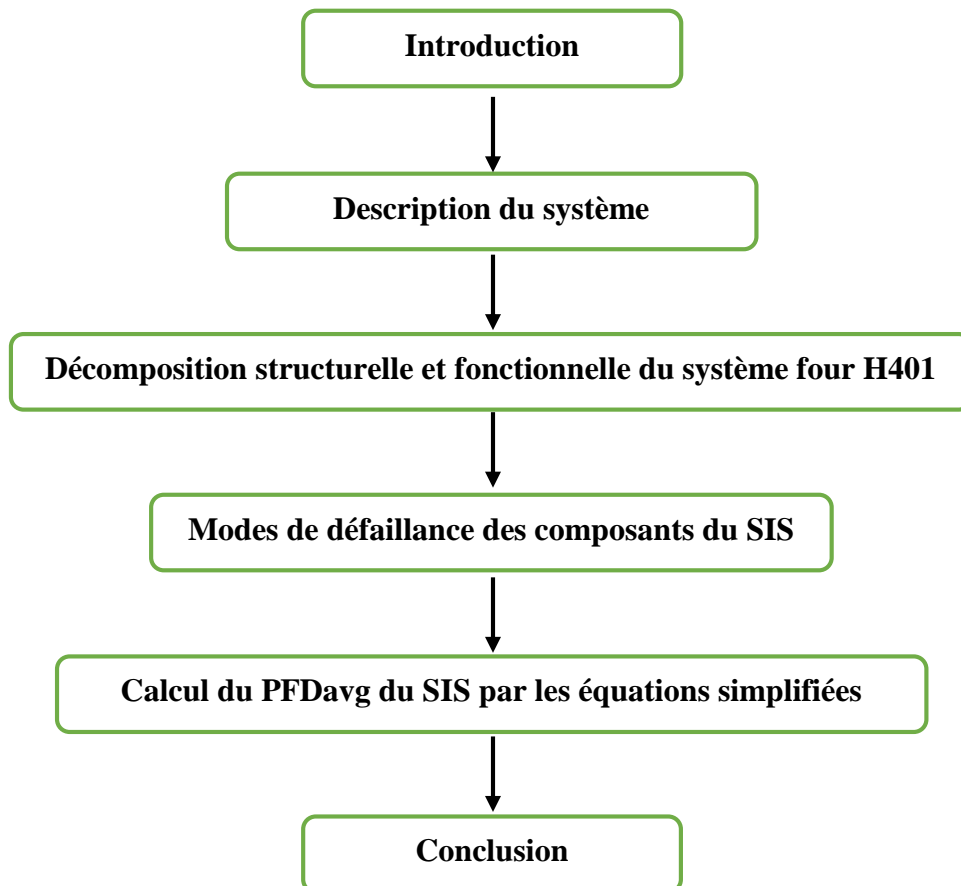 Introduction
Description du système
Décomposition structurelle et fonctionnelle du système four H401
Modes de défaillance des composants du SIS
Calcul du PFDavg du SIS par les équations simplifiées
Conclusion